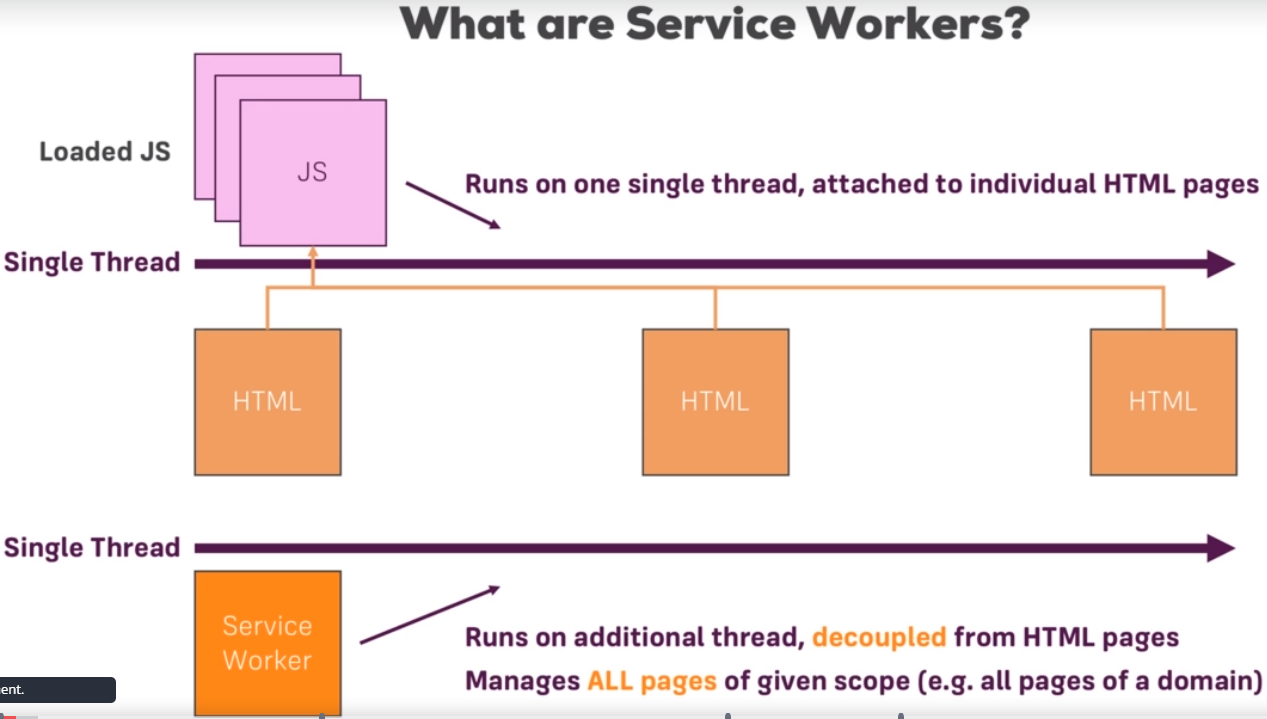 What are Service Workers?
Loaded JS
JS
Runs on one single thread, attached to individual HTML pages
Single Thread
HTML
HTML
HTML
Single Thread
Service
Worker
Runs on additional thread, decoupled from HTML pages
Manages ALL pages of given scope (e.g. all pages of a domain)